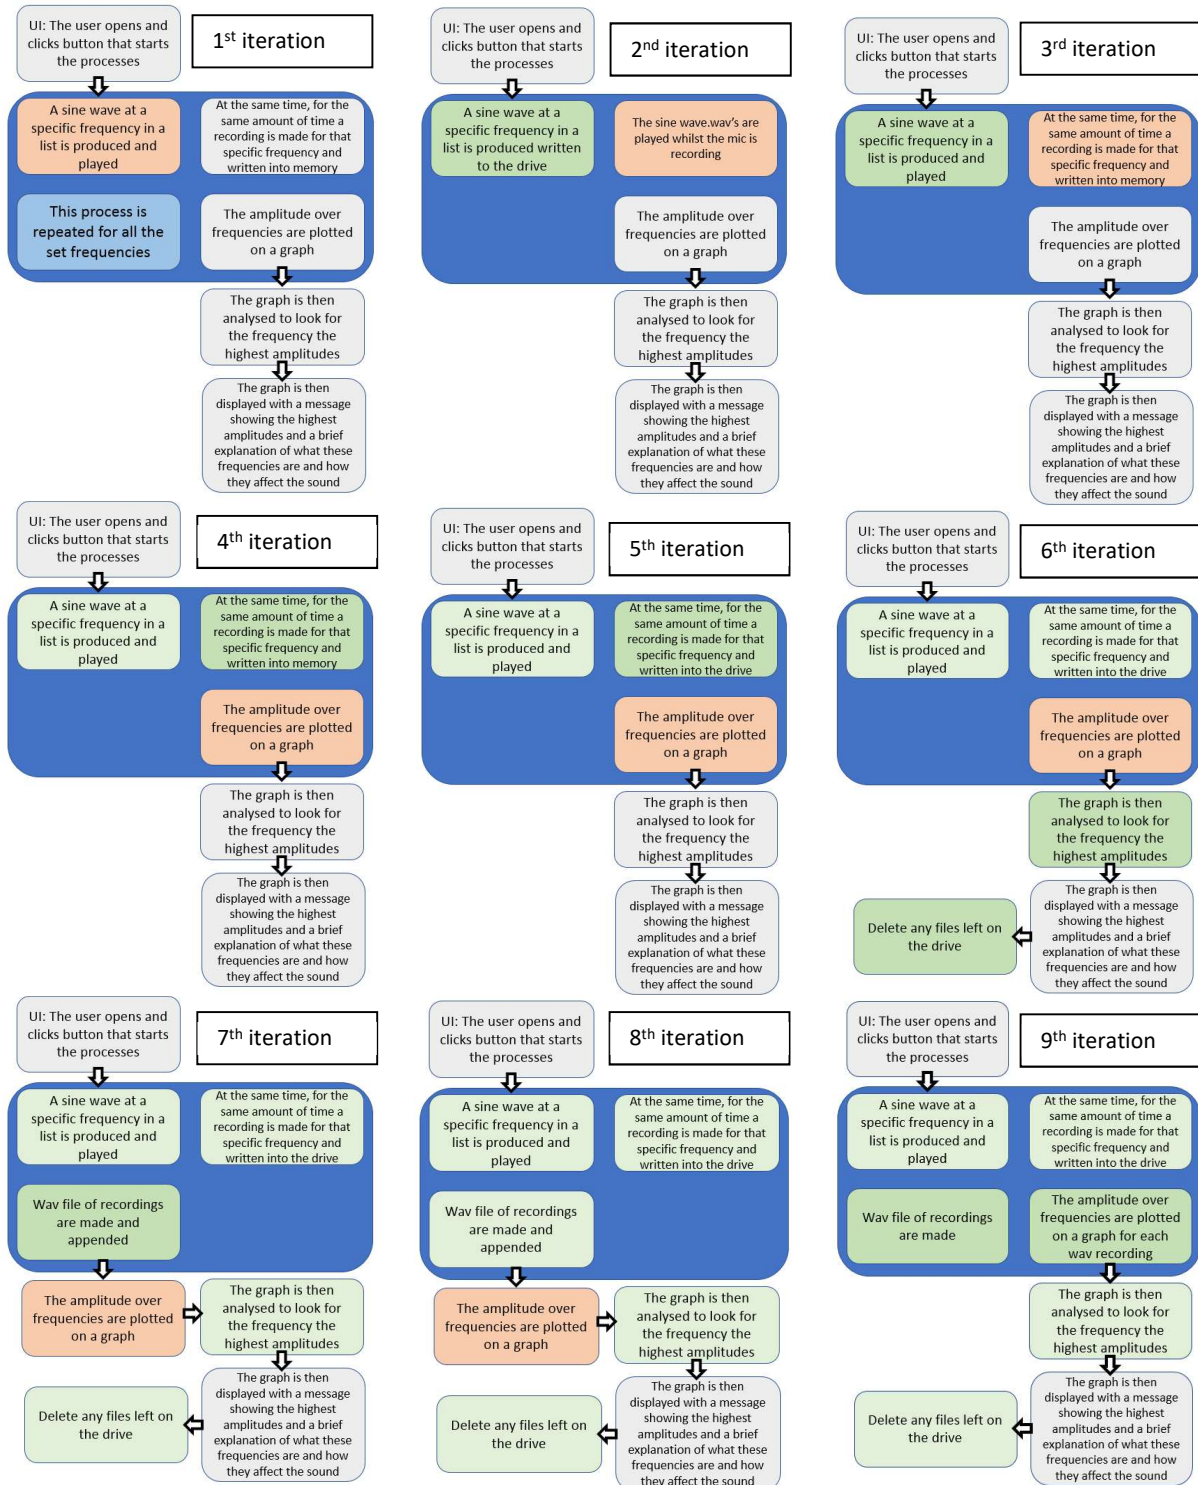 UI: The user opens and
clicks button that starts
the processes
1st iteration
A sine wave at a
specific frequency in a
list is produced and
played
At the same time, for the
same amount of time a
recording is made for that
specific frequency and
written into memory
This process is
repeated for all the
set frequencies
The amplitude over
frequencies are plotted
on a graph
The graph is then
analysed to look for
the frequency the
highest amplitudes
The graph is then
displayed with a message
showing the highest
amplitudes and a brief
explanation of what these
frequencies are and how
they affect the sound
UI: The user opens and
clicks button that starts
the processes
2nd iteration
A sine wave at a
specific frequency in a
list is produced written
to the drive
The sine wave.wav's are
played whilst the mic is
recording
The amplitude over
frequencies are plotted
on a graph
The graph is then
analysed to look for
the frequency the
highest amplitudes
The graph is then
displayed with a message
showing the highest
amplitudes and a brief
explanation of what these
frequencies are and how
they affect the sound
UI: The user opens and
clicks button that starts
the processes
3rd iteration
A sine wave at a
specific frequency in a
list is produced and
played
At the same time, for the
same amount of time a
recording is made for that
specific frequency and
written into memory
The amplitude over
frequencies are plotted
on a graph
The graph is then
analysed to look for
the frequency the
highest amplitudes
The graph is then
displayed with a message
showing the highest
amplitudes and a brief
explanation of what these
frequencies are and how
they affect the sound
UI: The user opens and
clicks button that starts
the processes
4th iteration
A sine wave at a
specific frequency in a
list is produced and
played
At the same time, for the
same amount of time a
recording is made for that
specific frequency and
written into memory
The amplitude over
frequencies are plotted
on a graph
The graph is then
analysed to look for
the frequency the
highest amplitudes
The graph is then
displayed with a message
showing the highest
amplitudes and a brief
explanation of what these
frequencies are and how
they affect the sound
UI: The user opens and
clicks button that starts
the processes
5th iteration
A sine wave at a
specific frequency in a
list is produced and
played
At the same time, for the
same amount of time a
recording is made for that
specific frequency and
written into the drive
The amplitude over
frequencies are plotted
on a graph
The graph is then
analysed to look for
the frequency the
highest amplitudes
The graph is then
displayed with a message
showing the highest
amplitudes and a brief
explanation of what these
frequencies are and how
they affect the sound
UI: The user opens and
clicks button that starts
the processes
6th iteration
A sine wave at a
specific frequency in a
list is produced and
played
At the same time, for the
same amount of time a
recording is made for that
specific frequency and
written into the drive
The amplitude over
frequencies are plotted
on a graph
The graph is then
analysed to look for
the frequency the
highest amplitudes
The graph is then
displayed with a message
showing the highest
amplitudes and a brief
explanation of what these
frequencies are and how
they affect the sound
Delete any files left on
the drive
UI: The user opens and
clicks button that starts
the processes
7th iteration
A sine wave at a
specific frequency in a
list is produced and
played
At the same time, for the
same amount of time a
recording is made for that
specific frequency and
written into the drive
Wav file of recordings
are made and
appended
The amplitude over
frequencies are plotted
on a graph
The graph is then
analysed to look for
the frequency the
highest amplitudes
The graph is then
displayed with a message
showing the highest
amplitudes and a brief
explanation of what these
frequencies are and how
they affect the sound
Delete any files left on
the drive
UI: The user opens and
clicks button that starts
the processes
8th iteration
A sine wave at a
specific frequency in a
list is produced and
played
At the same time, for the
same amount of time a
recording is made for that
specific frequency and
written into the drive
Wav file of recordings
are made and
appended
The amplitude over
frequencies are plotted
on a graph
The graph is then
analysed to look for
the frequency the
highest amplitudes
The graph is then
displayed with a message
showing the highest
amplitudes and a brief
explanation of what these
frequencies are and how
they affect the sound
Delete any files left on
the drive
UI: The user opens and
clicks button that starts
the processes
9th iteration
A sine wave at a
specific frequency in a
list is produced and
played
At the same time, for the
same amount of time a
recording is made for that
specific frequency and
written into the drive
Wav file of recordings
are made
The amplitude over
frequencies are plotted
on a graph for each
wav recording
The graph is then
analysed to look for
the frequency the
highest amplitudes
The graph is then
displayed with a message
showing the highest
amplitudes and a brief
explanation of what these
frequencies are and how
they affect the sound
Delete any files left on
the drive